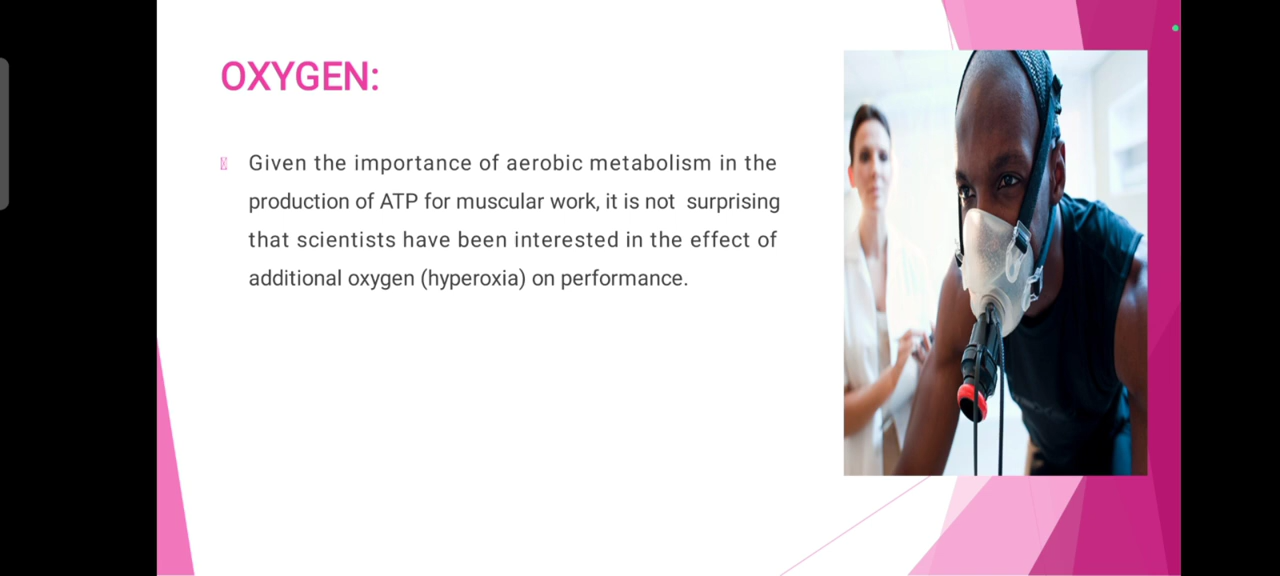 OXYGEN:
Given the importance of aerobic metabolism in the
production of ATP for muscular work, it is not  surprising
that scientists have been interested in the effect of
additional oxygen (hyperoxia) on performance.